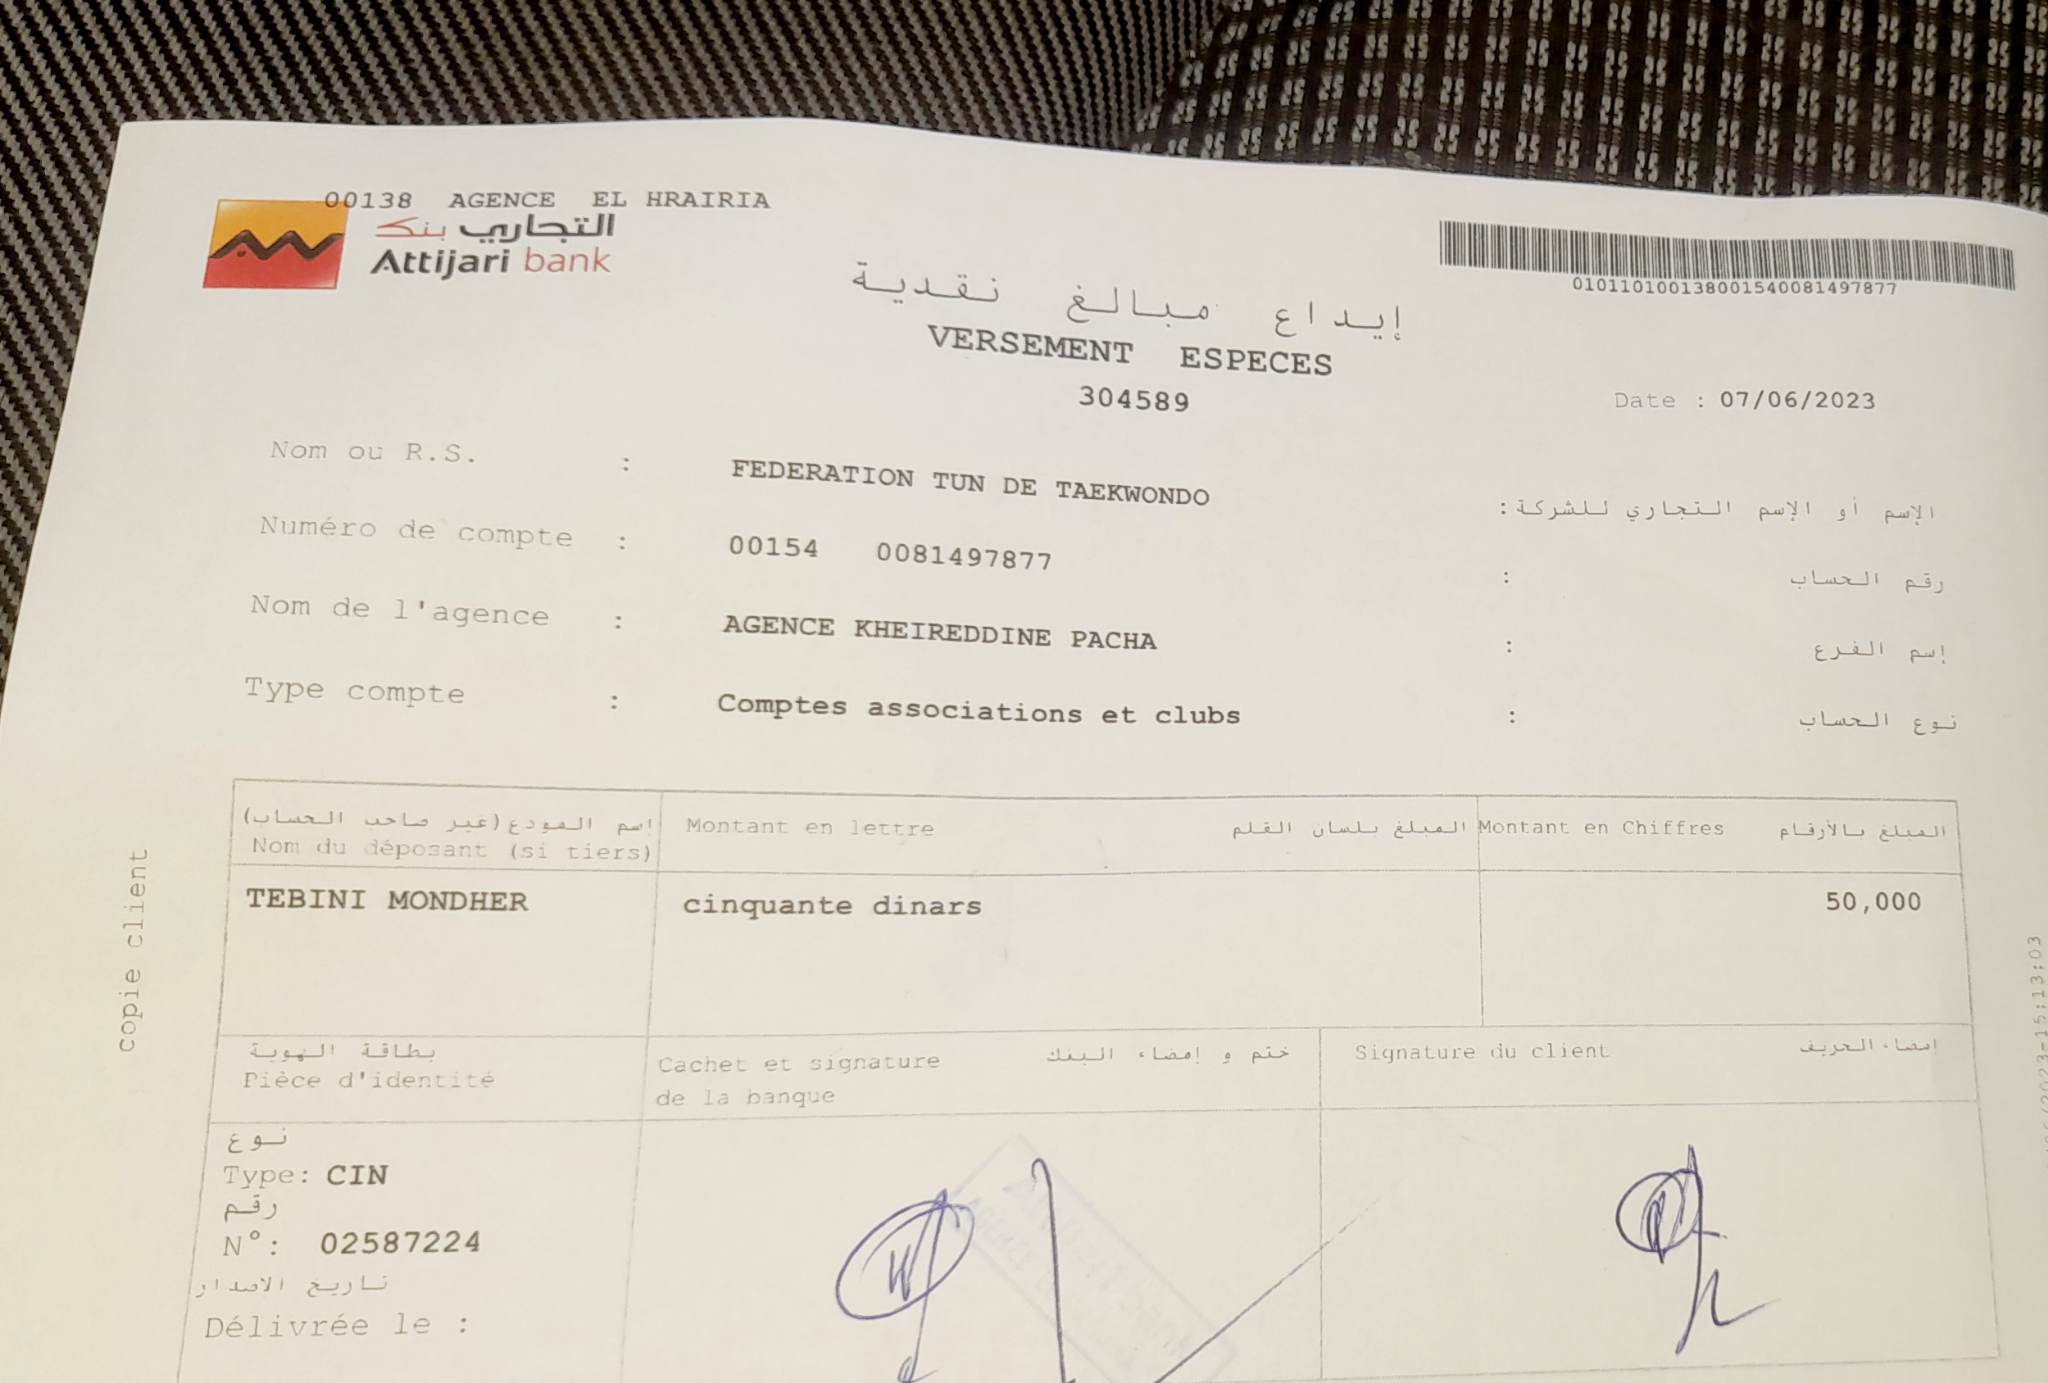 00138 AGENCE EL HRAIRIA
التجاري بنك
Attijari bank
010110100138001540081497877
إيداع مبالغ نقدية
VERSEMENT ESPECES
304589
Date : 07/06/2023
Nom ou R.S. : FEDERATION TUN DE TAEKWONDO الإسم أو الإسم التجاري للشركة :
Numéro de compte : 00154 0081497877 : رقم الحساب
Nom de l'agence : AGENCE KHEIREDDINE PACHA : إسم الفرع
Type compte : Comptes associations et clubs : نوع الحساب
إسم المودع (غير صاحب الحساب)
Nom du déposant (si tiers)
Montant en lettre المبلغ بلسان القلم
Montant en Chiffres المبلغ بالأرقام
TEBINI MONDHER
cinquante dinars
50,000
بطاقة الهوية
Pièce d'identité
Cachet et signature ختم و إمضاء البنك
de la banque
Signature du client إمضاء الحريف
نوع
Type: CIN
رقم
N°: 02587224
تاريخ الاصدار
Délivrée le :
copie client
2023-15:13:03